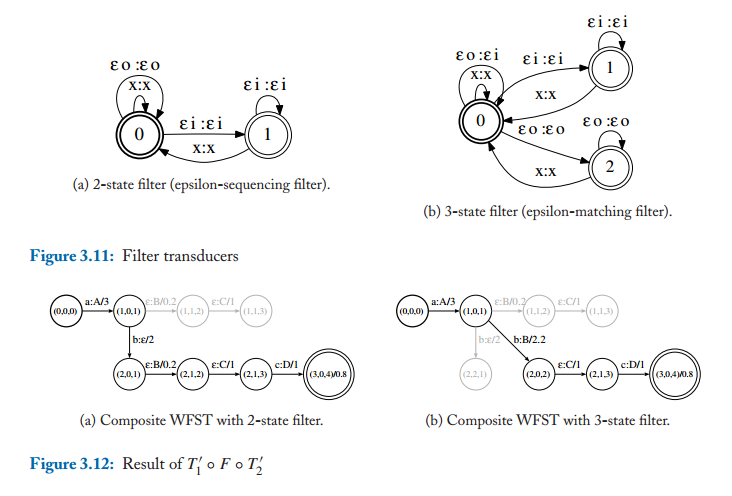 εi :εi
εo :εo
x:x
εi :εi
εi :εi
x:x
0
1
εo :εi
x:x
εi :εi
1
x:x
0
εo :εo
εo :εo
x:x
2
(a) 2-state filter (epsilon-sequencing filter).
(b) 3-state filter (epsilon-matching filter).
Figure 3.11: Filter transducers
(0,0,0) a:A/3 (1,0,1) ε:B/0.2 (1,1,2) ε:C/1 (1,1,3)
b:ε/2
(2,0,1) ε:B/0.2 (2,1,2) ε:C/1 (2,1,3) c:D/1 (3,0,4)/0.8
(0,0,0) a:A/3 (1,0,1) ε:B/0.2 (1,1,2) ε:C/1 (1,1,3)
b:ε/2 b:B/2.2
(2,2,1) (2,0,2) ε:C/1 (2,1,3) c:D/1 (3,0,4)/0.8
(a) Composite WFST with 2-state filter.
(b) Composite WFST with 3-state filter.
Figure 3.12: Result of T′₁ ∘ F ∘ T′₂